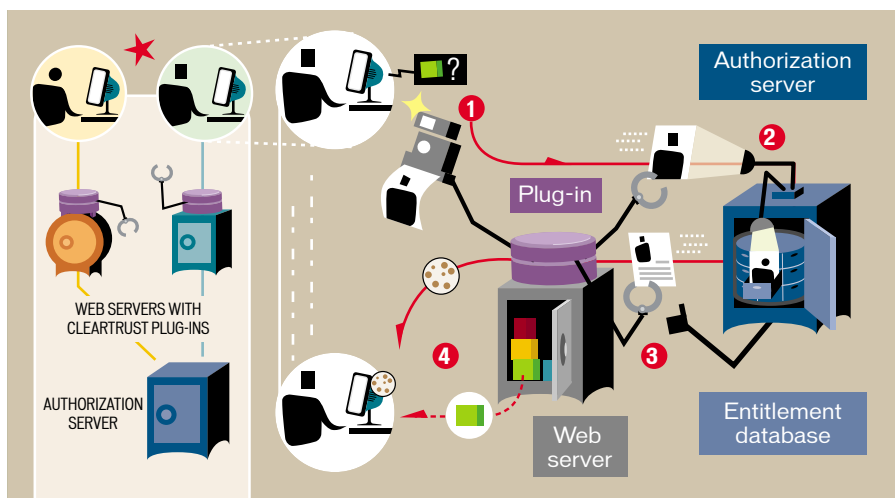 ?
1
Authorization
server
2
Plug-in
WEB SERVERS WITH
CLEARTRUST PLUG-INS
3
4
AUTHORIZATION
SERVER
Web
server
Entitlement
database